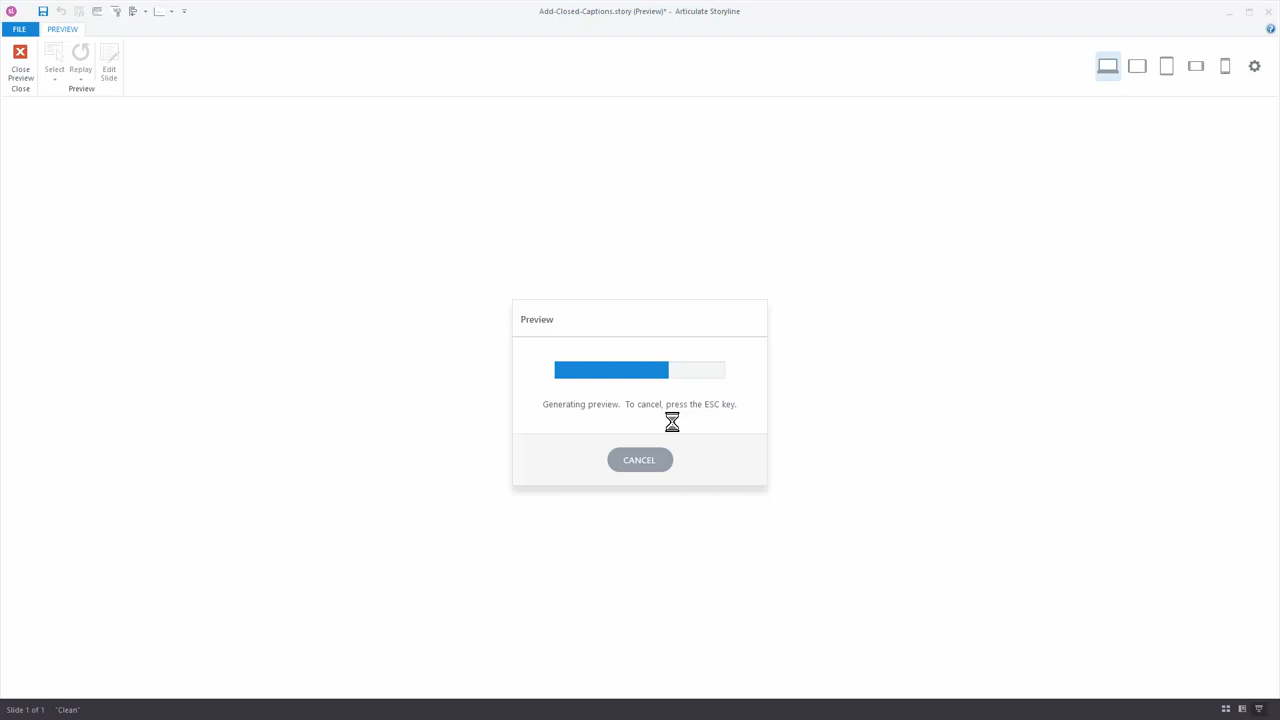 sl
Add-Closed-Captions.story (Preview)* - Articulate Storyline
FILE
PREVIEW
Close
Preview
Select
Replay
Edit
Slide
Close
Preview
Preview
Generating preview. To cancel, press the ESC key.
CANCEL
Slide 1 of 1
"Clean"